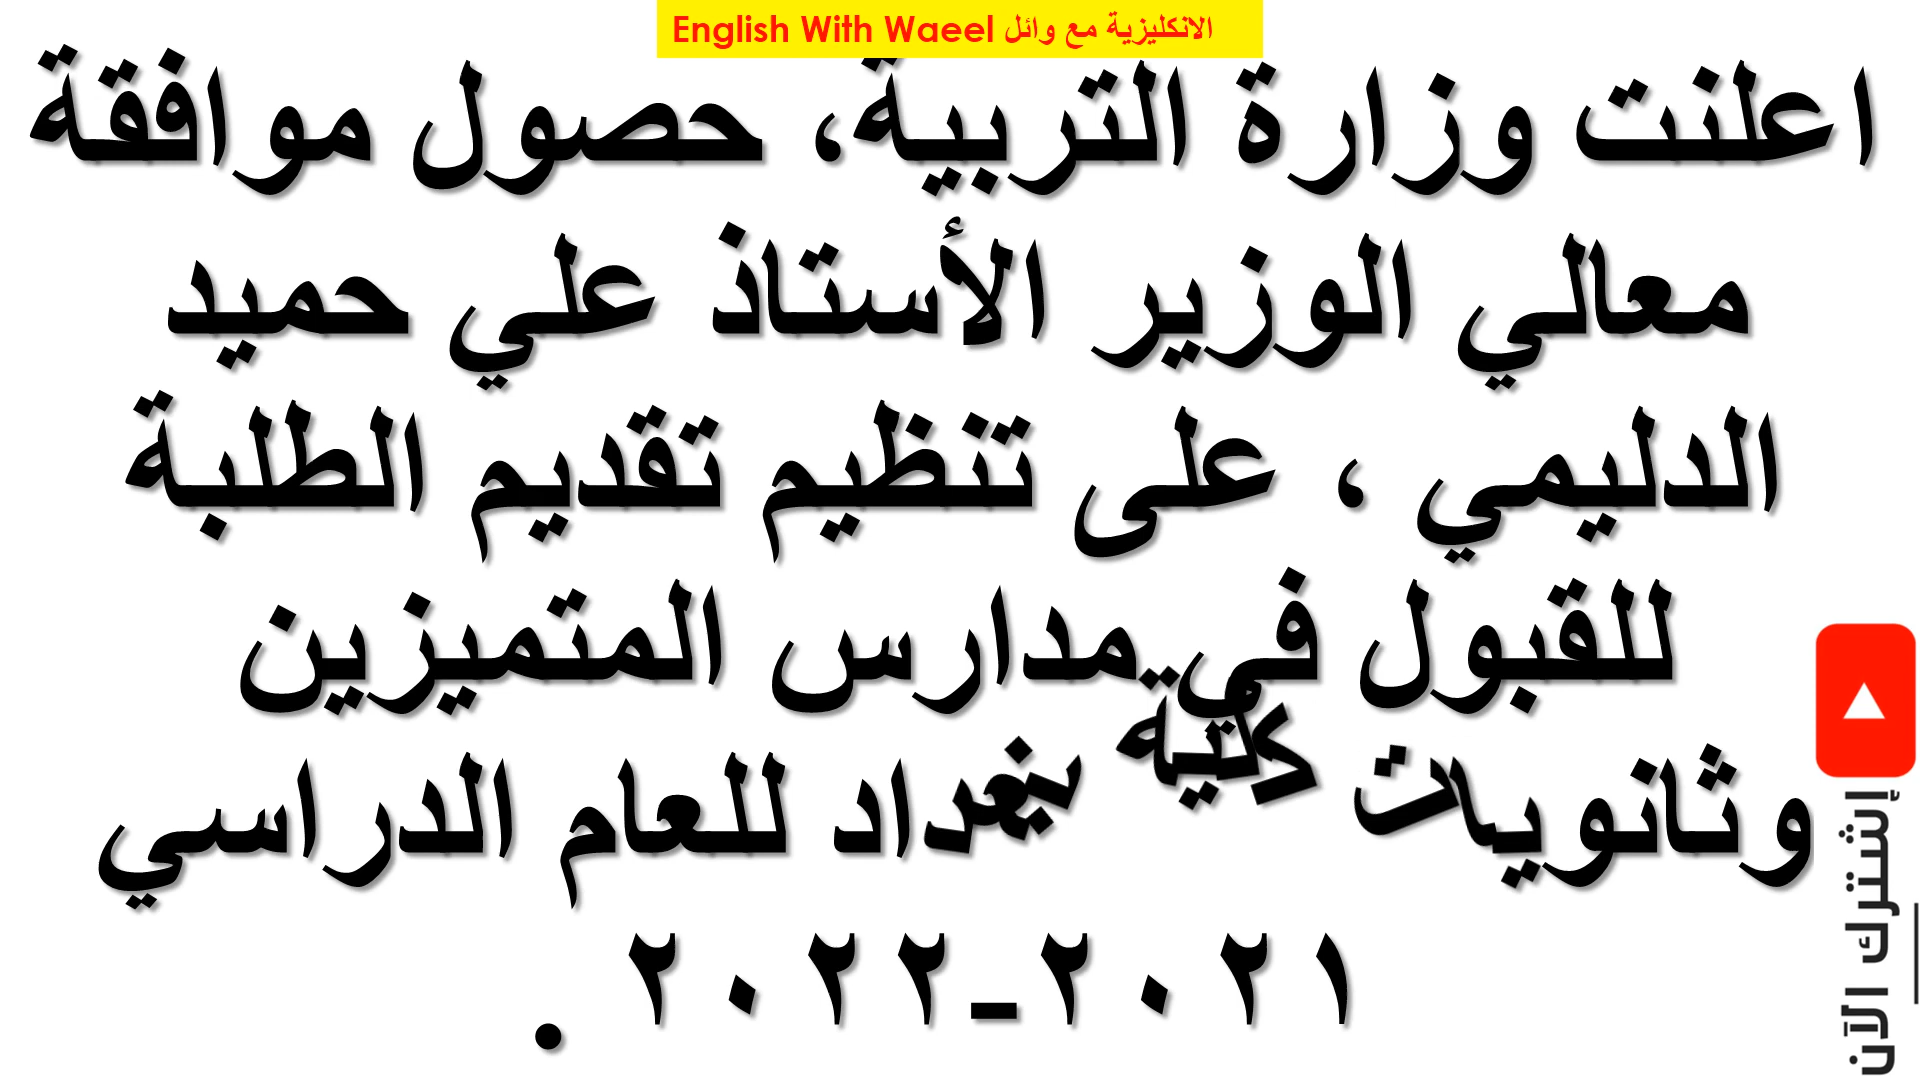 English With Waeel الانكليزية مع وائل
اعلنت وزارة التربية، حصول موافقة
معالي الوزير الأستاذ علي حميد
الدليمي ، على تنظيم تقديم الطلبة
للقبول في مدارس المتميزين
وثانويات كلية بغداد للعام الدراسي
٢٠٢١-٢٠٢٢ .
إشترك الآن